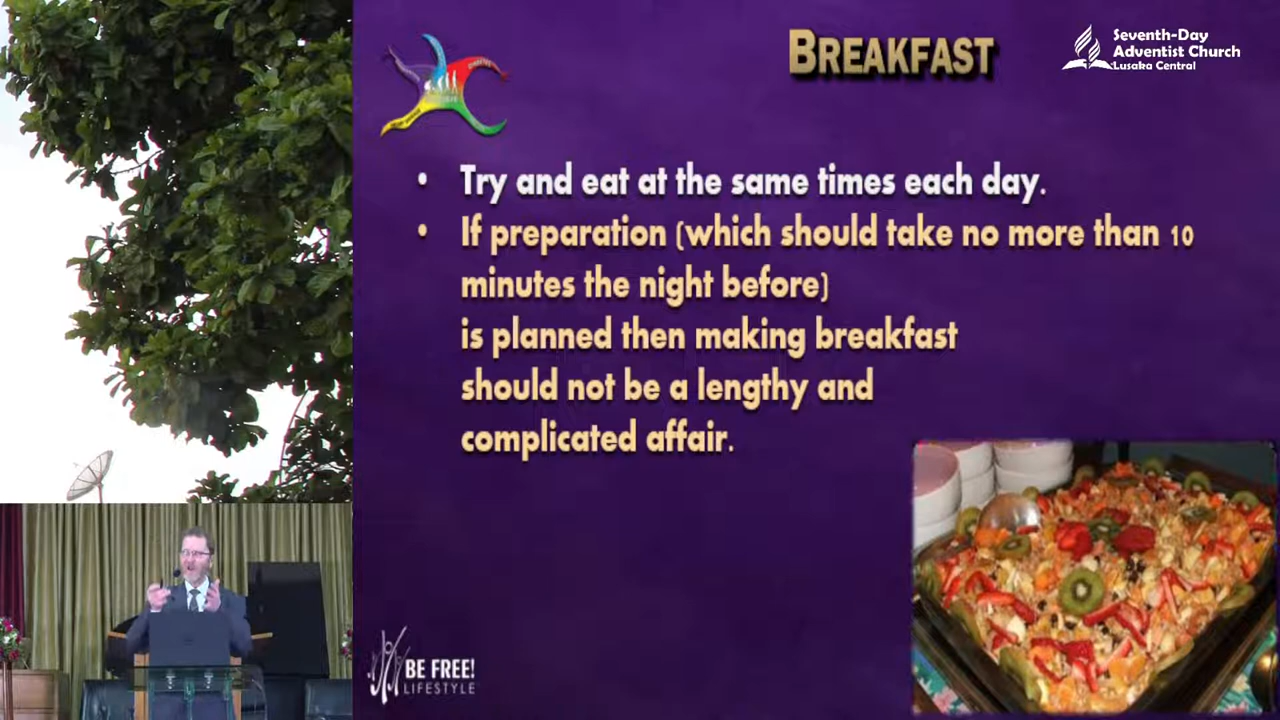 BREAKFAST
Seventh-Day
Adventist Church
Lusaka Central
• Try and eat at the same times each day.
• If preparation (which should take no more than 10
minutes the night before)
is planned then making breakfast
should not be a lengthy and
complicated affair.
BE FREE!
LIFESTYLE